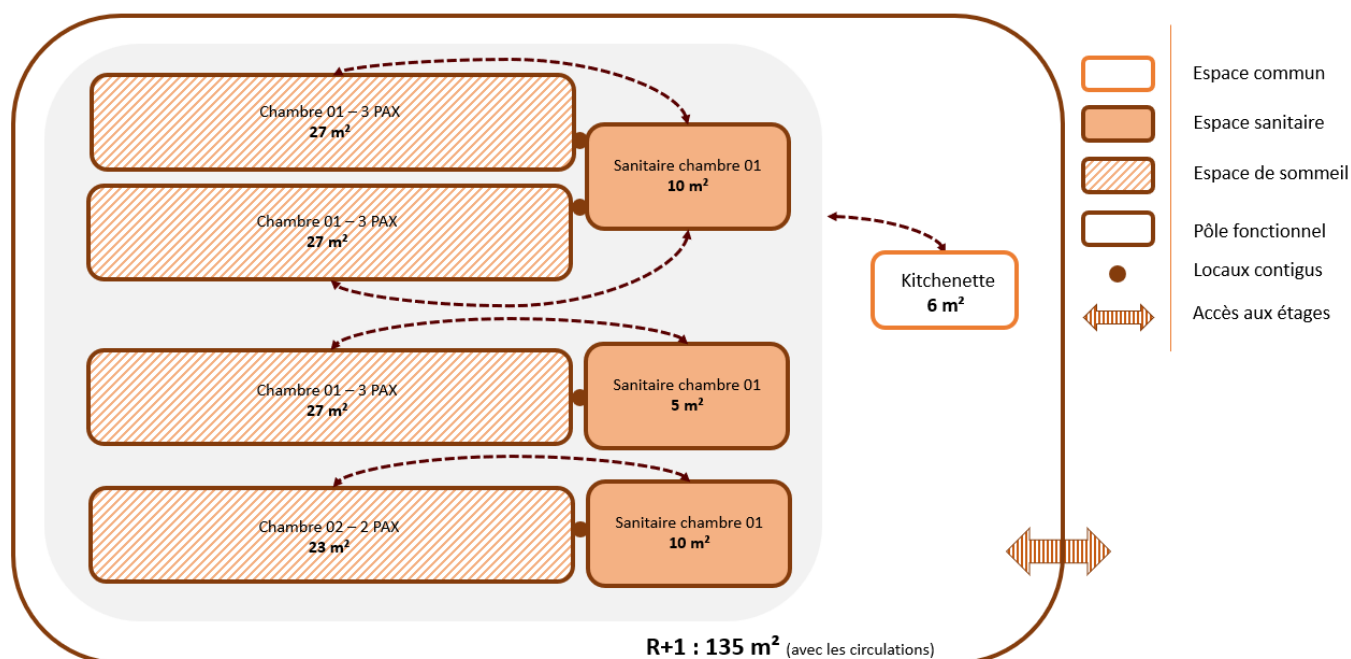 Chambre 01 – 3 PAX
27 m²
Sanitaire chambre 01
10 m²
Chambre 01 – 3 PAX
27 m²
Kitchenette
6 m²
Chambre 01 – 3 PAX
27 m²
Sanitaire chambre 01
5 m²
Chambre 02 – 2 PAX
23 m²
Sanitaire chambre 01
10 m²
R+1 : 135 m² (avec les circulations)
Espace commun
Espace sanitaire
Espace de sommeil
Pôle fonctionnel
Locaux contigus
Accès aux étages